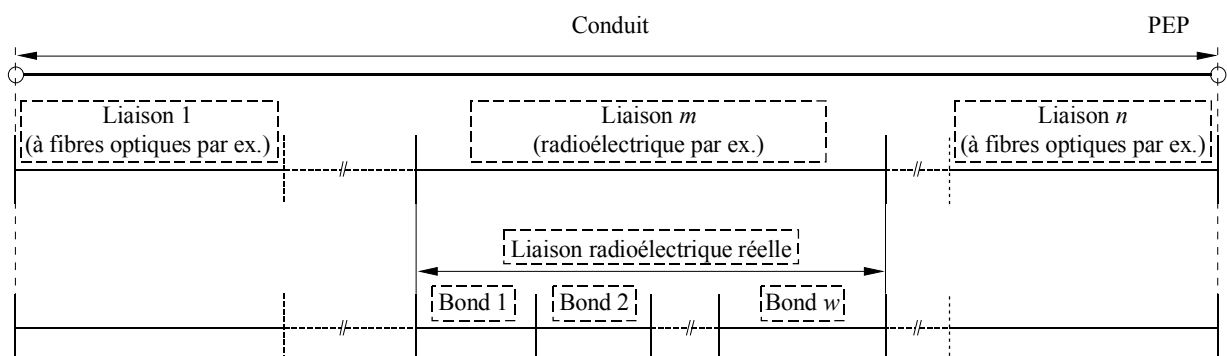 Conduit
PEP
Liaison 1
(à fibres optiques par ex.)
Liaison m
(radioélectrique par ex.)
Liaison n
(à fibres optiques par ex.)
Liaison radioélectrique réelle
Bond 1
Bond 2
Bond w